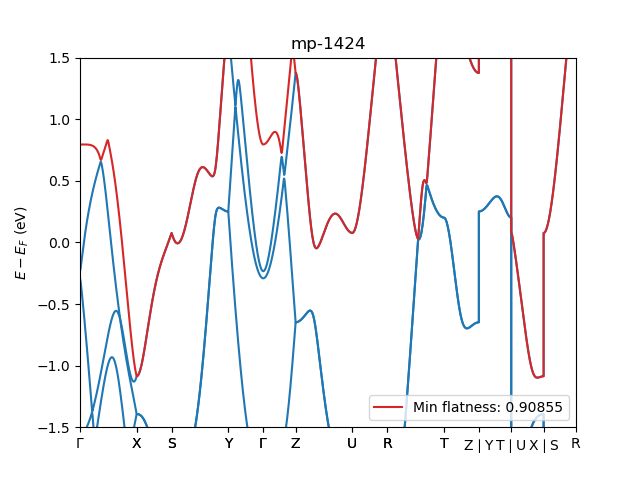 mp-1424
E − E_F (eV)
1.5
1.0
0.5
0.0
−0.5
−1.0
−1.5
Min flatness: 0.90855
Γ X S Y Γ Z U R T Z|Y T|U X|S R